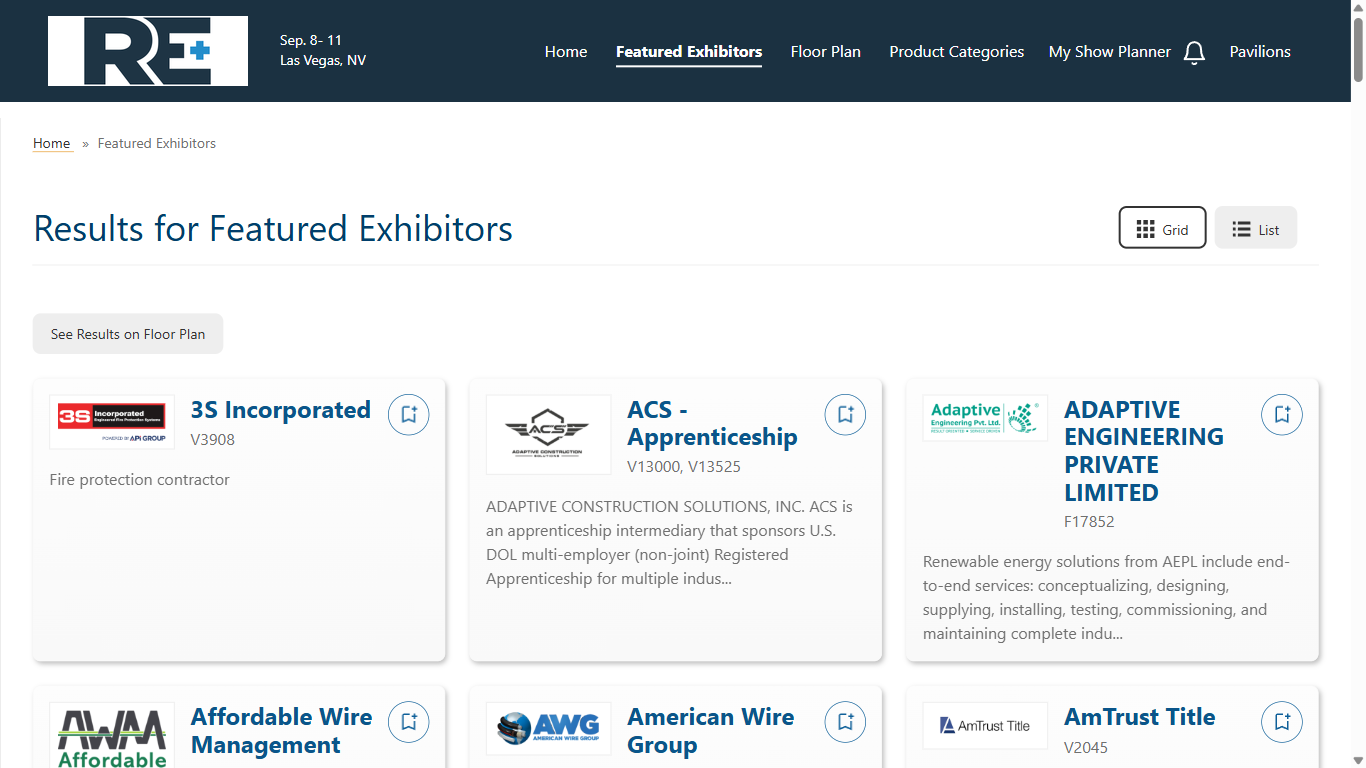 RE+
Sep. 8- 11
Las Vegas, NV
Home
Featured Exhibitors
Floor Plan
Product Categories
My Show Planner
Pavilions
Home » Featured Exhibitors
Results for Featured Exhibitors
Grid
List
See Results on Floor Plan
3S Incorporated
Engineered Fire Protection Systems
POWERED BY APi GROUP
3S Incorporated
V3908
Fire protection contractor
ACS
ADAPTIVE CONSTRUCTION
SOLUTIONS
ACS -
Apprenticeship
V13000, V13525
ADAPTIVE CONSTRUCTION SOLUTIONS, INC. ACS is
an apprenticeship intermediary that sponsors U.S.
DOL multi-employer (non-joint) Registered
Apprenticeship for multiple indus...
Adaptive
Engineering Pvt. Ltd.
ADAPTIVE
ENGINEERING
PRIVATE
LIMITED
F17852
Renewable energy solutions from AEPL include end-
to-end services: conceptualizing, designing,
supplying, installing, testing, commissioning, and
maintaining complete indu...
AWM
Affordable
Affordable Wire
Management
AWG
AMERICAN WIRE GROUP
American Wire
Group
AmTrust Title
AmTrust Title
V2045